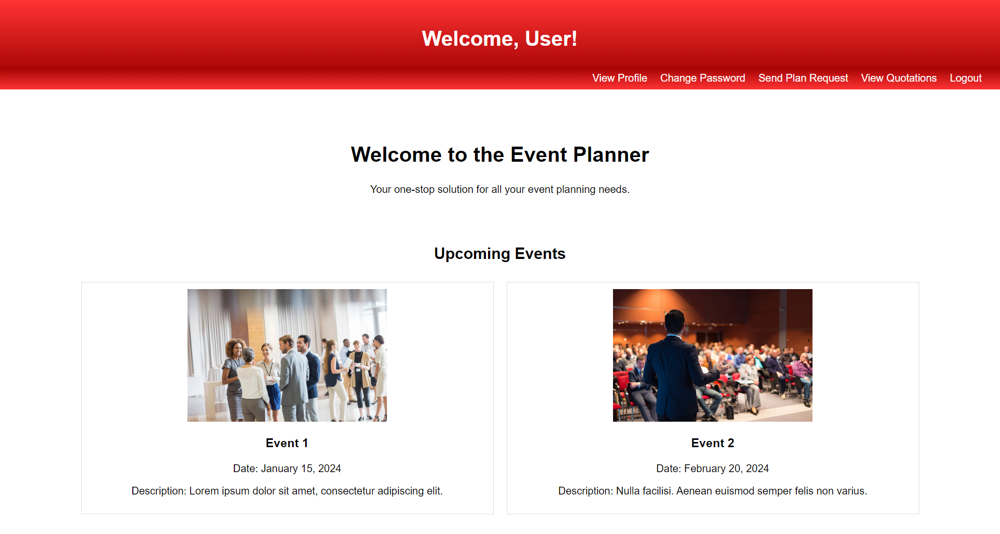 Welcome, User!
View Profile Change Password Send Plan Request View Quotations Logout
Welcome to the Event Planner
Your one-stop solution for all your event planning needs.
Upcoming Events
Event 1
Date: January 15, 2024
Description: Lorem ipsum dolor sit amet, consectetur adipiscing elit.
Event 2
Date: February 20, 2024
Description: Nulla facilisi. Aenean euismod semper felis non varius.